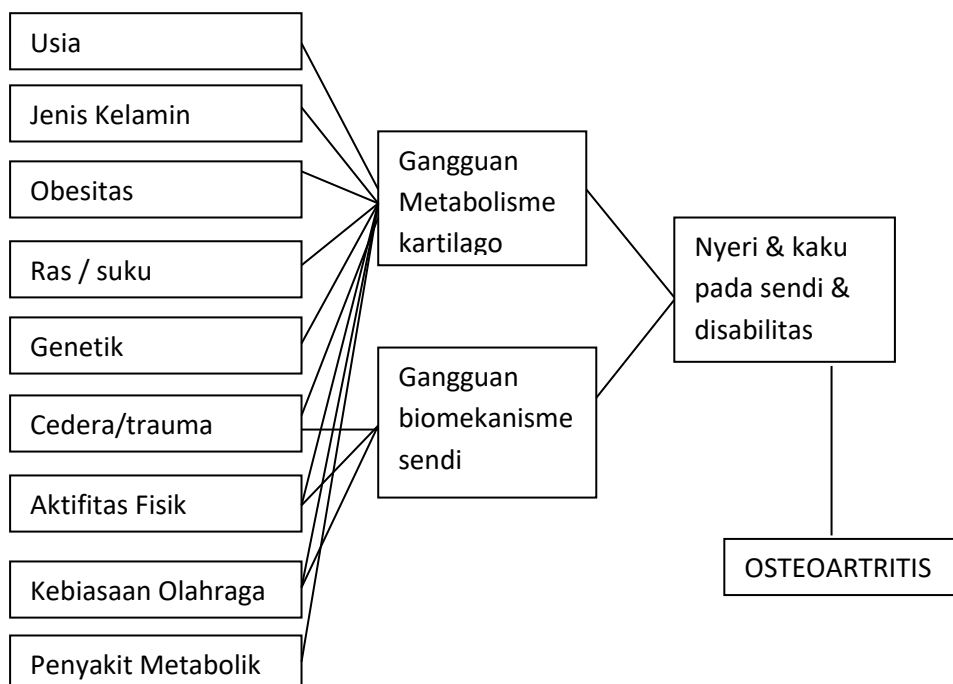 Usia
Jenis Kelamin
Obesitas
Ras / suku
Genetik
Cedera/trauma
Aktifitas Fisik
Kebiasaan Olahraga
Penyakit Metabolik
Gangguan
Metabolisme
kartilago
Gangguan
biomekanisme
sendi
Nyeri & kaku
pada sendi &
disabilitas
OSTEOARTRITIS